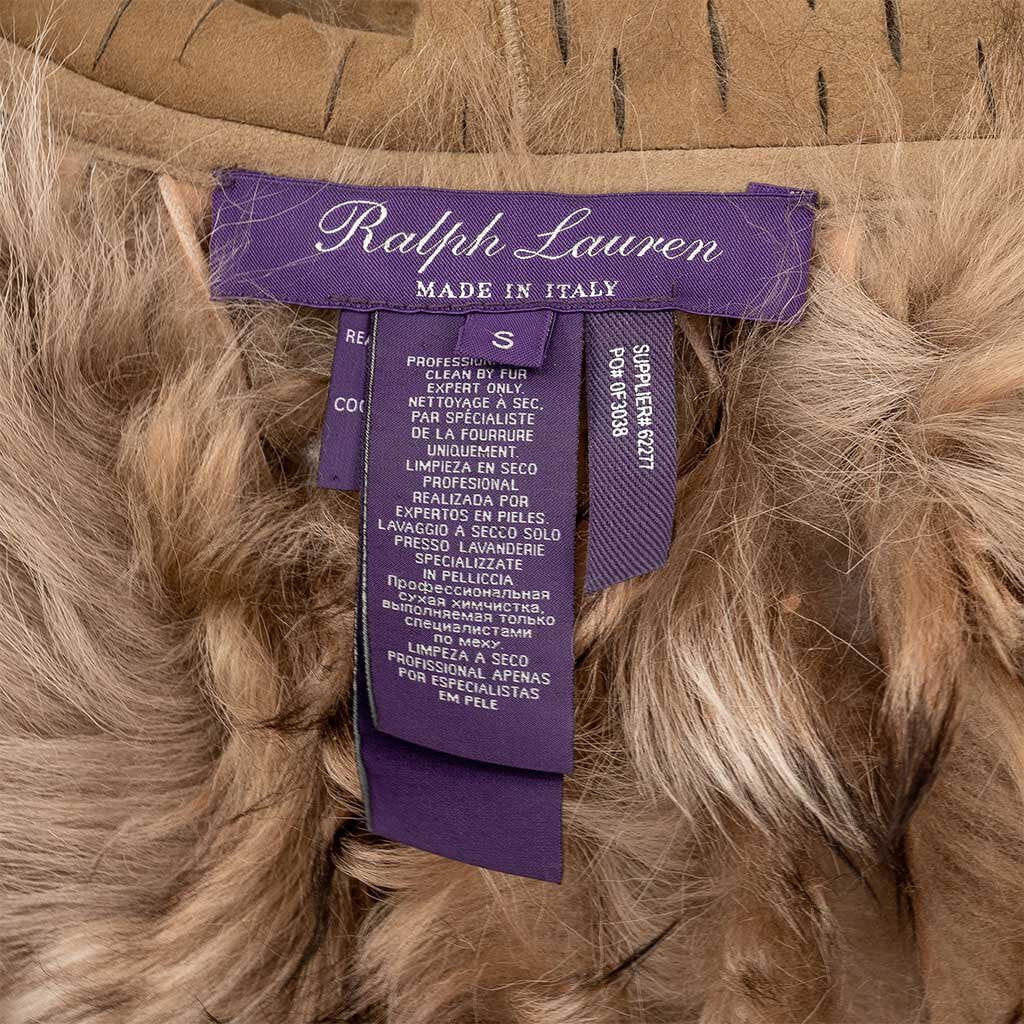 Ralph Lauren
MADE IN ITALY
S
CLEAN BY FUR
EXPERT ONLY.
NETTOYAGE À SEC,
PAR SPÉCIALISTE
DE LA FOURRURE
UNIQUEMENT.
LIMPIEZA EN SECO
PROFESIONAL
REALIZADA POR
EXPERTOS EN PIELES
LAVAGGIO A SECCO SOLO
PRESSO LAVANDERIE
SPECIALIZZATE
IN PELLICCIA
Профессиональная
сухая химчистка,
выполняемая только
специалистами
по меху.
LIMPEZA A SECO
PROFISSIONAL APENAS
POR ESPECIALISTAS
EM PELE
SUPPLIER# 62277
PO# 0F3038